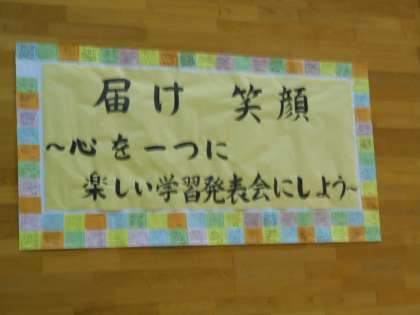 届け 笑顔
~心を一つに
楽しい学習発表会にしよう~